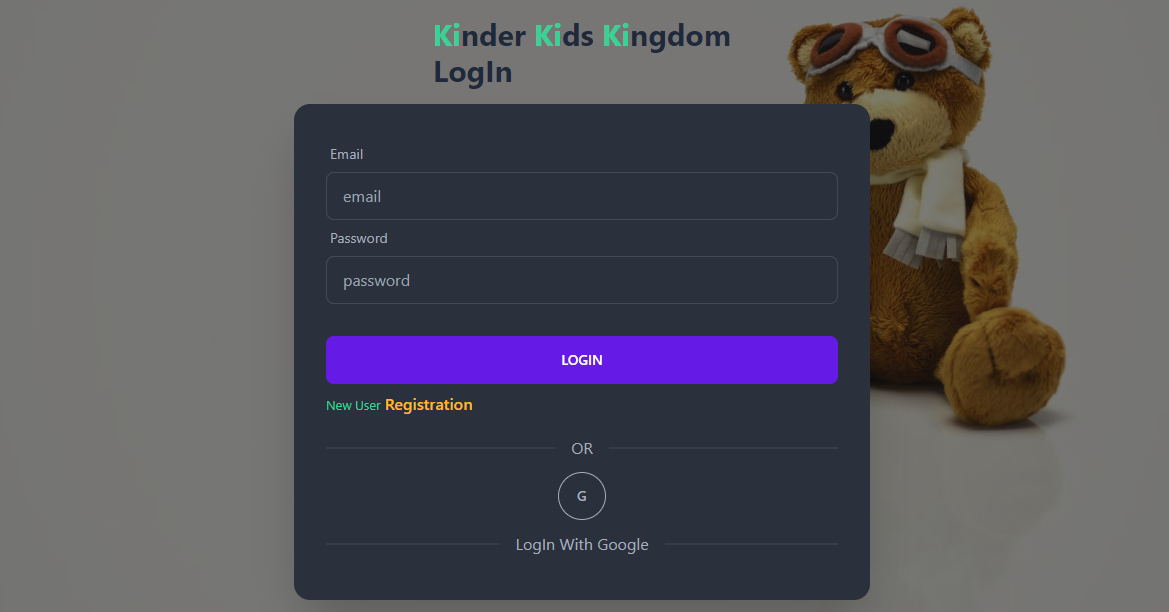 Kinder Kids Kingdom
LogIn
Email
email
Password
password
LOGIN
New User Registration
OR
G
LogIn With Google